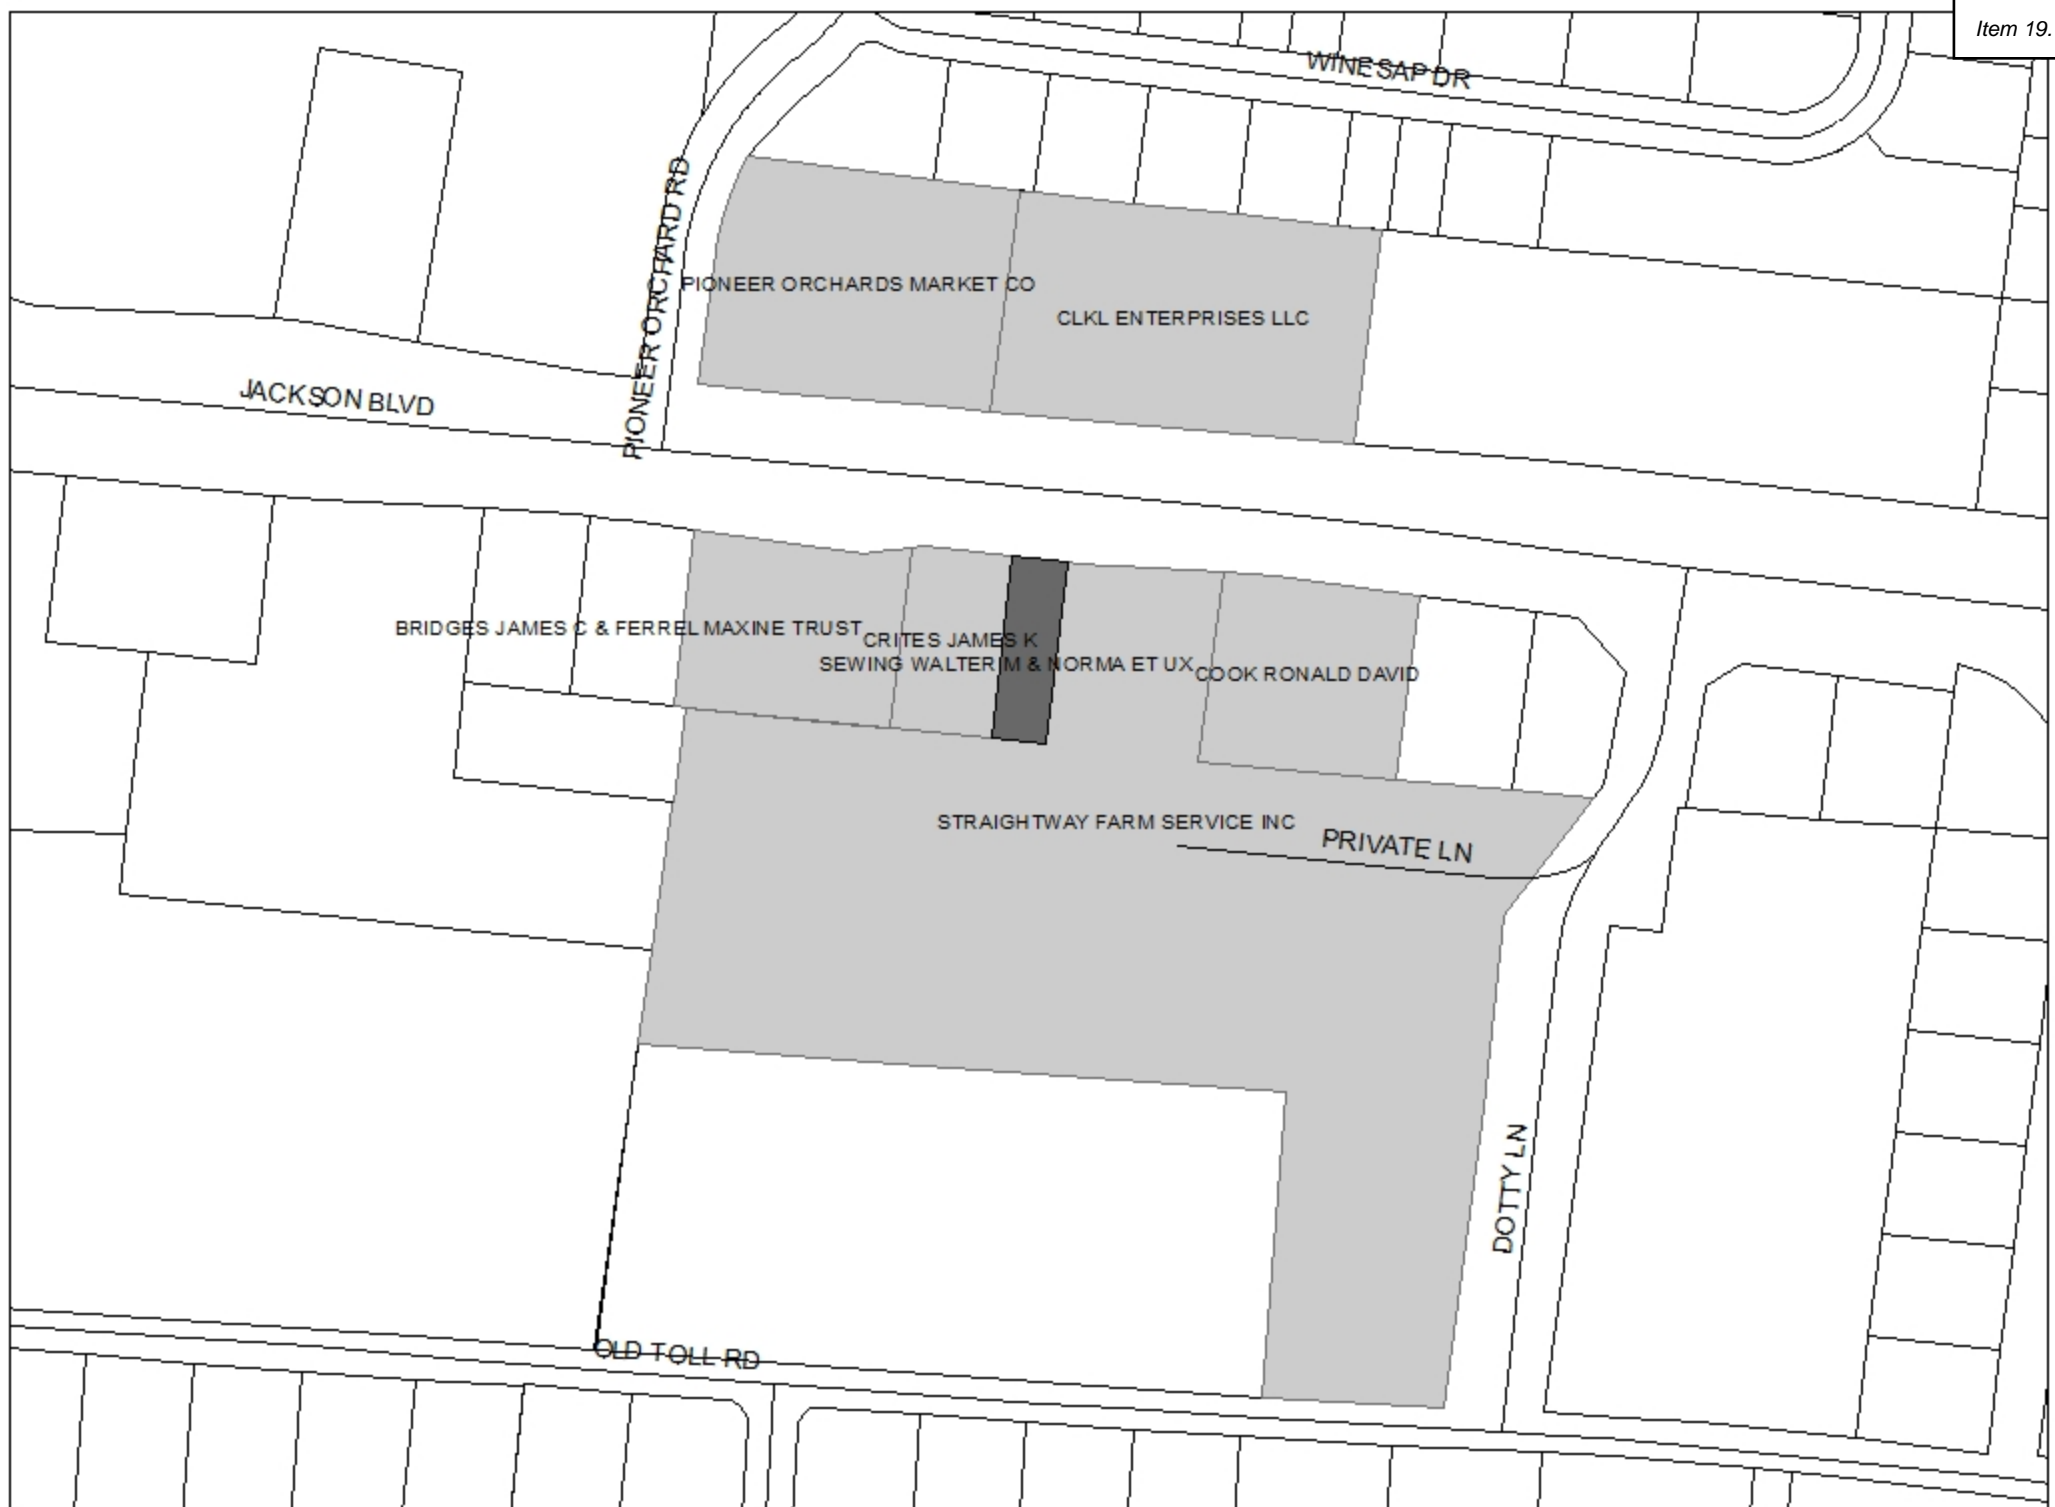 Item 19.
WINESAP DR
PIONEER ORCHARD RD
PIONEER ORCHARDS MARKET CO
CLKL ENTERPRISES LLC
JACKSON BLVD
BRIDGES JAMES C & FERREL MAXINE TRUST
CRITES JAMES K
SEWING WALTER M & NORMA ET UX
COOK RONALD DAVID
STRAIGHTWAY FARM SERVICE INC
PRIVATE LN
DOTTY LN
OLD TOLL RD